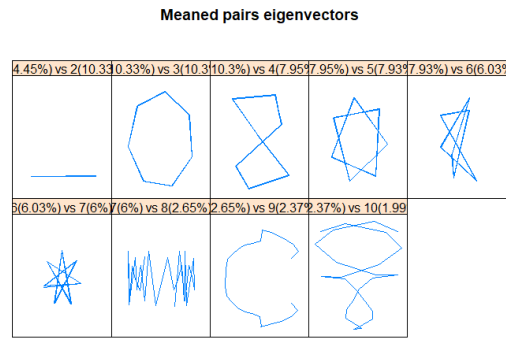 Meaned pairs eigenvectors
4.45%) vs 2(10.33 0.33%) vs 3(10.3 10.3%) vs 4(7.95% 7.95%) vs 5(7.93% 7.93%) vs 6(6.03%
6(6.03%) vs 7(6%) 7(6%) vs 8(2.65% 2.65%) vs 9(2.37% 2.37%) vs 10(1.99